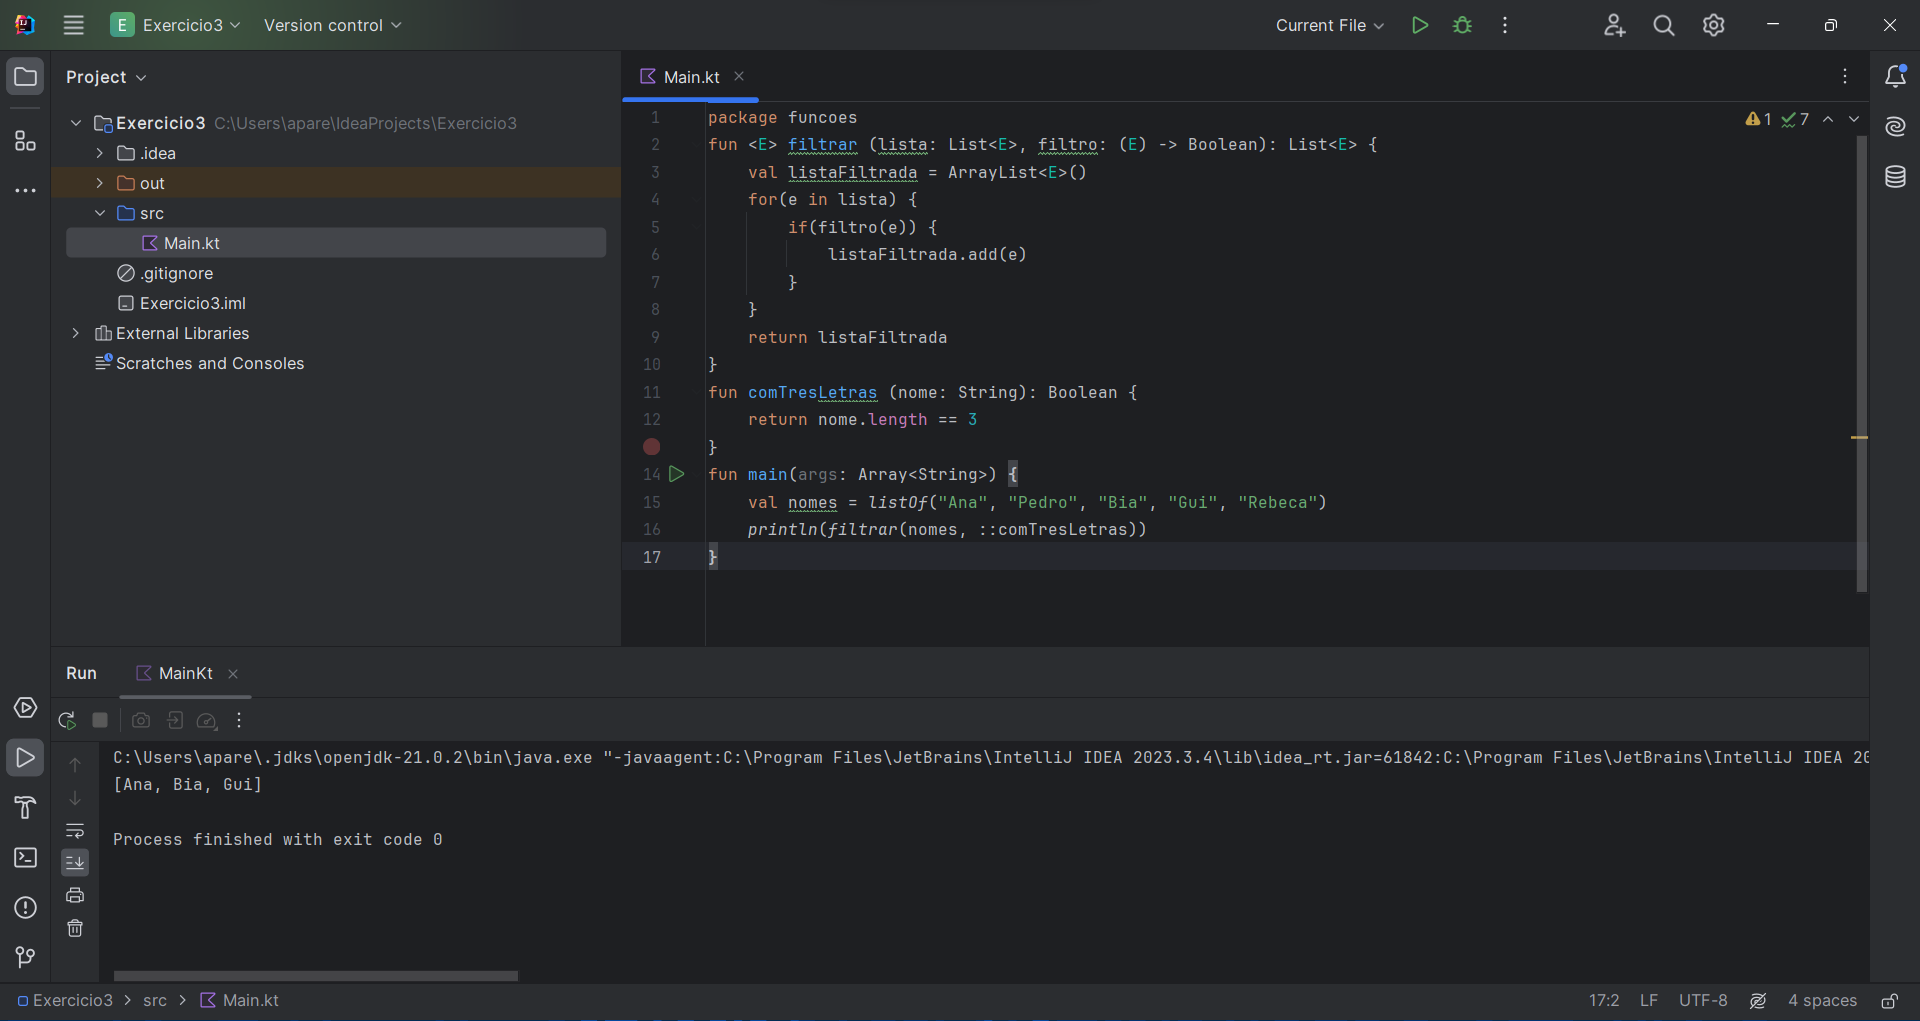 E Exercicio3 Version control Current File
Project
Exercicio3 C:\Users\apare\IdeaProjects\Exercicio3
.idea
out
src
Main.kt
.gitignore
Exercicio3.iml
External Libraries
Scratches and Consoles
Main.kt
1 7
1 package funcoes
2 fun <E> filtrar (lista: List<E>, filtro: (E) -> Boolean): List<E> {
3 val listaFiltrada = ArrayList<E>()
4 for(e in lista) {
5 if(filtro(e)) {
6 listaFiltrada.add(e)
7 }
8 }
9 return listaFiltrada
10 }
11 fun comTresLetras (nome: String): Boolean {
12 return nome.length == 3
}
14 fun main(args: Array<String>) {
15 val nomes = listOf("Ana", "Pedro", "Bia", "Gui", "Rebeca")
16 println(filtrar(nomes, ::comTresLetras))
17 }
Run MainKt
C:\Users\apare\.jdks\openjdk-21.0.2\bin\java.exe "-javaagent:C:\Program Files\JetBrains\IntelliJ IDEA 2023.3.4\lib\idea_rt.jar=61842:C:\Program Files\JetBrains\IntelliJ IDEA 20
[Ana, Bia, Gui]
Process finished with exit code 0
Exercicio3 > src > Main.kt
17:2 LF UTF-8 4 spaces